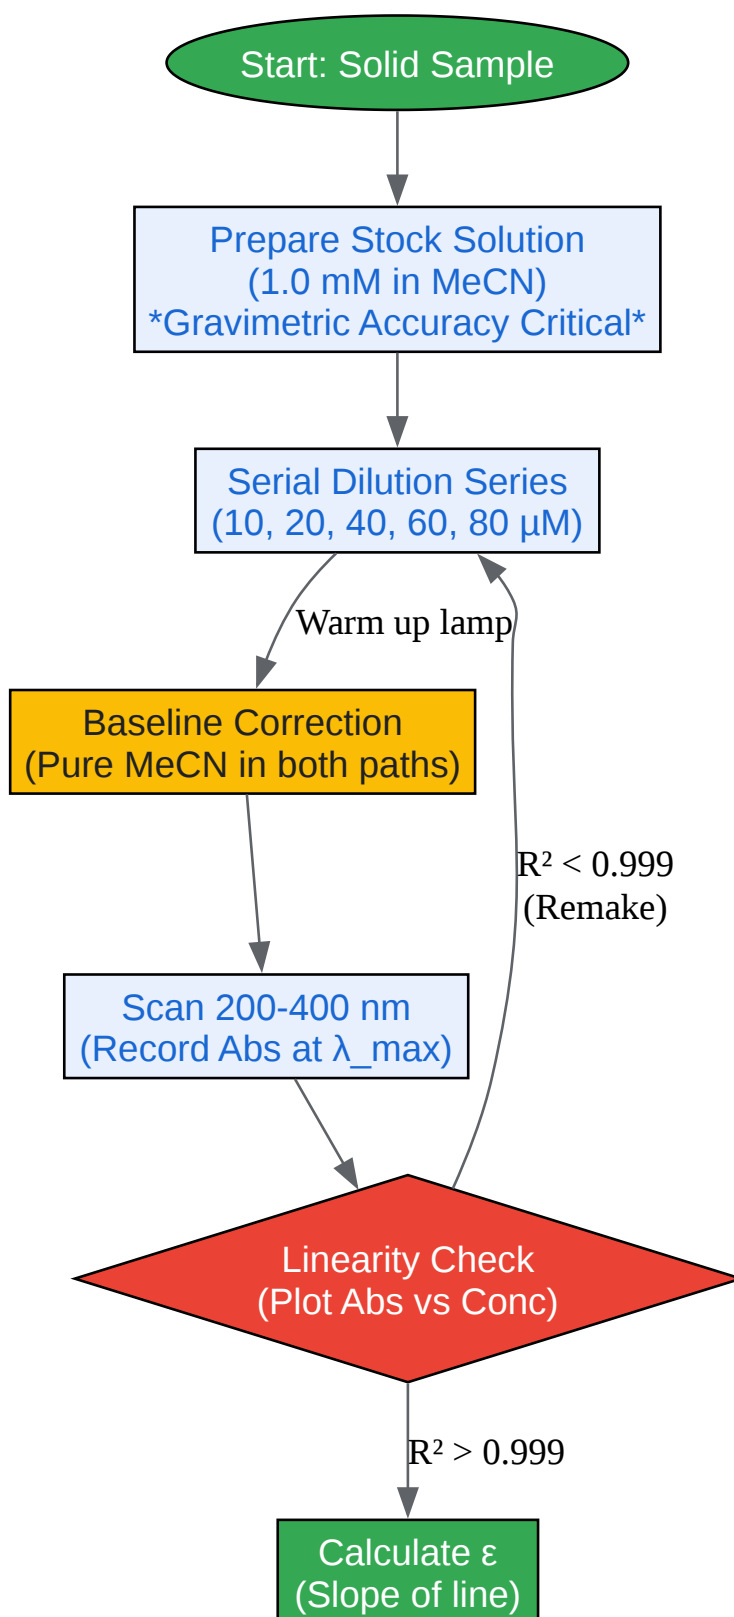 Start: Solid Sample
Prepare Stock Solution
(1.0 mM in MeCN)
*Gravimetric Accuracy Critical*
Serial Dilution Series
(10, 20, 40, 60, 80 µM)
Warm up lamp
Baseline Correction
(Pure MeCN in both paths)
R² < 0.999
(Remake)
Scan 200-400 nm
(Record Abs at λ_max)
Linearity Check
(Plot Abs vs Conc)
R² > 0.999
Calculate ε
(Slope of line)